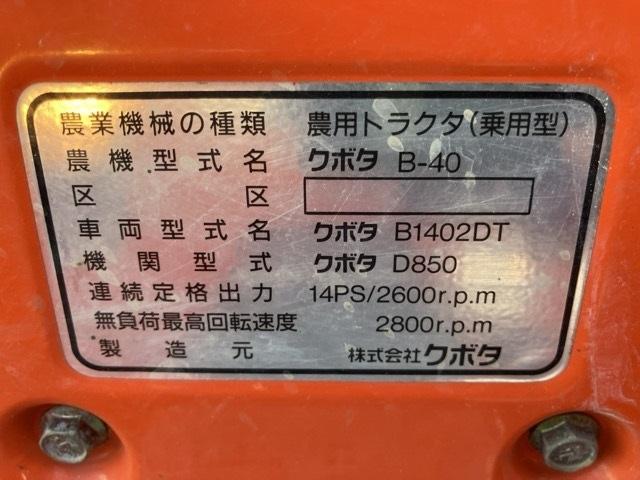 農業機械の種類 農用トラクタ(乗用型)
農機型式名 クボタ B-40
区区
車両型式名 クボタ B1402DT
機関型式 クボタ D850
連続定格出力 14PS/2600r.p.m
無負荷最高回転速度 2800r.p.m
製造元 株式会社クボタ